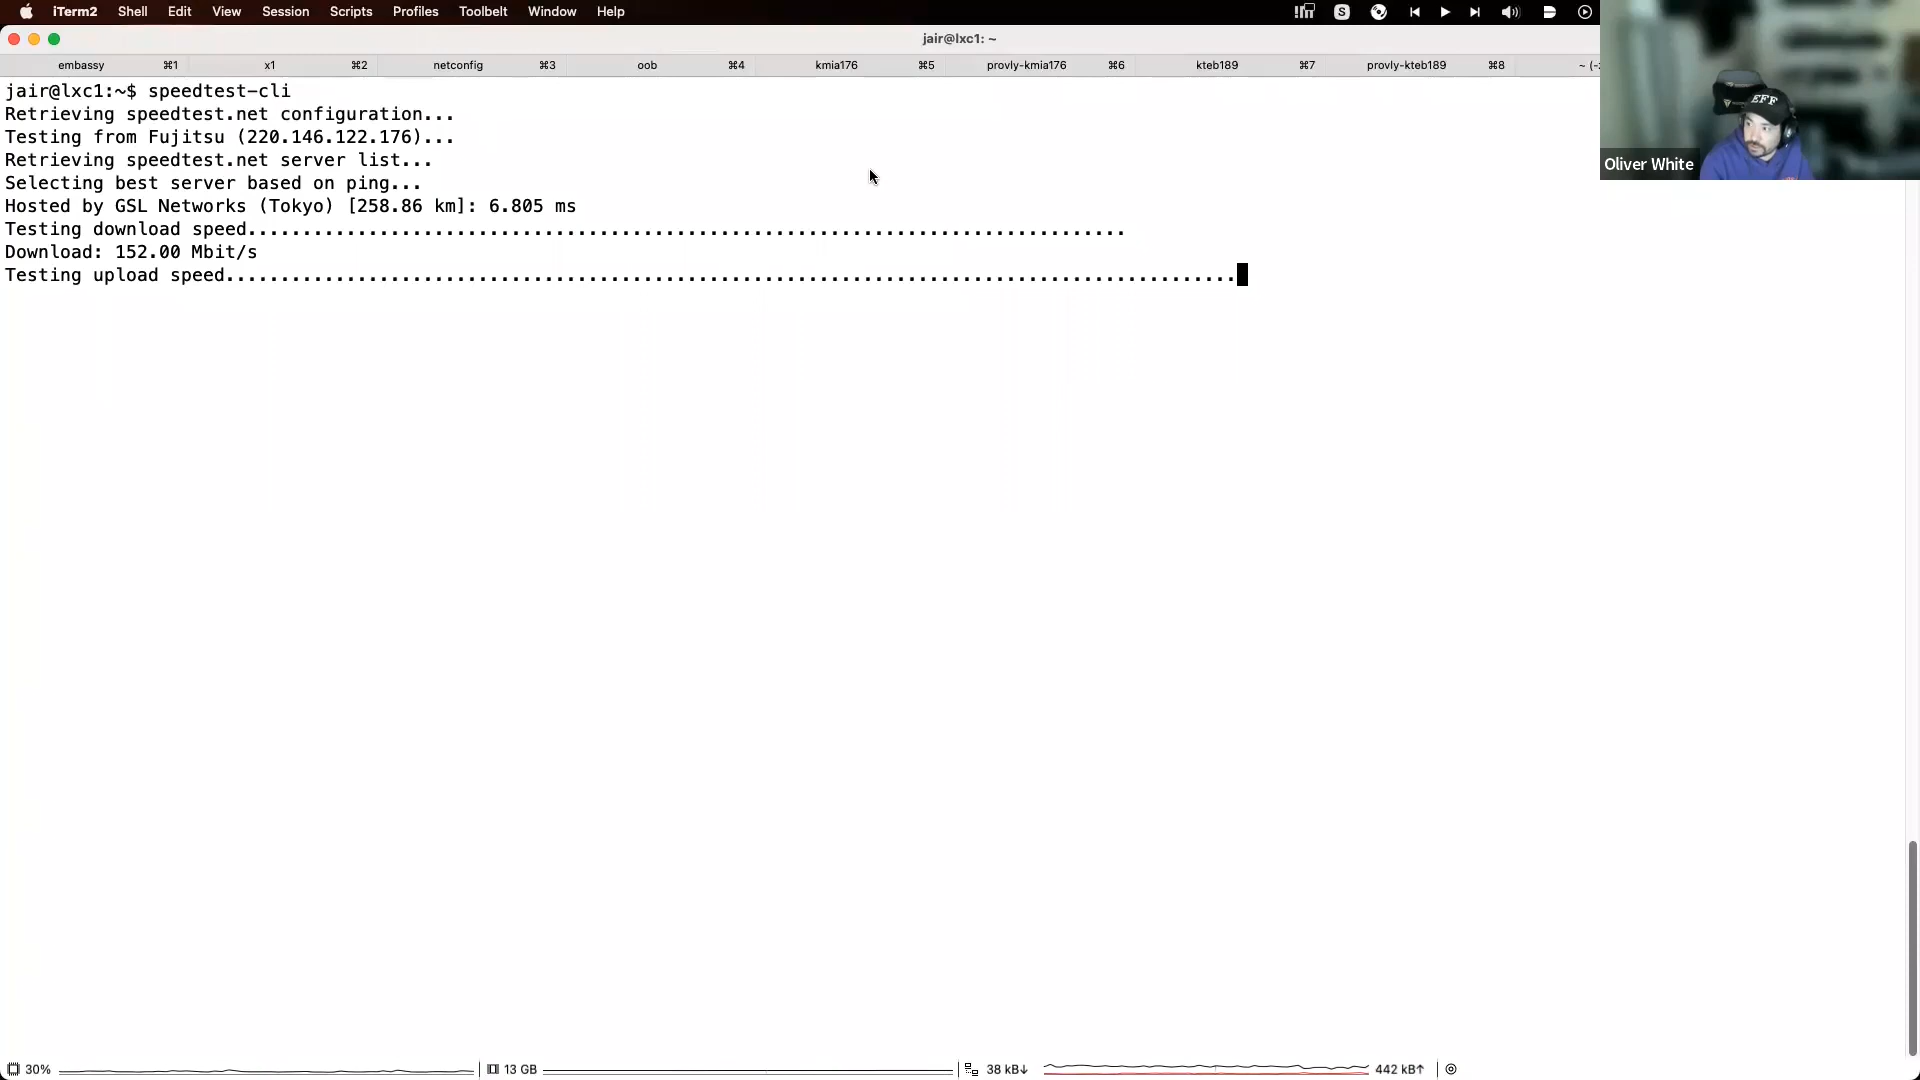 iTerm2 Shell Edit View Session Scripts Profiles Toolbelt Window Help
jair@lxc1: ~
embassy ⌘1 x1 ⌘2 netconfig ⌘3 oob ⌘4 kmia176 ⌘5 provly-kmia176 ⌘6 kteb189 ⌘7 provly-kteb189 ⌘8 ~ (-z
EFF
Oliver White
jair@lxc1:~$ speedtest-cli
Retrieving speedtest.net configuration...
Testing from Fujitsu (220.146.122.176)...
Retrieving speedtest.net server list...
Selecting best server based on ping...
Hosted by GSL Networks (Tokyo) [258.86 km]: 6.805 ms
Testing download speed................................................................................
Download: 152.00 Mbit/s
Testing upload speed............................................................................................
30% 13 GB 38 kB↓ 442 kB↑